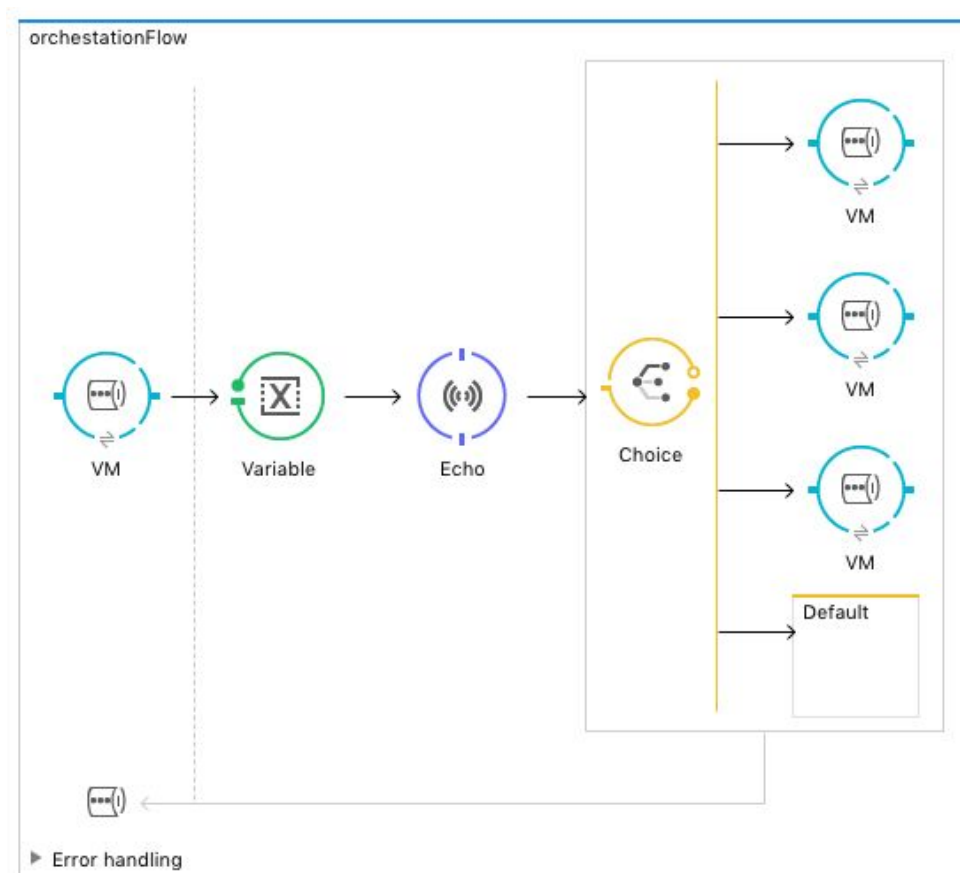 orchestationFlow
VM
Variable
Echo
Choice
VM
VM
VM
Default
Error handling